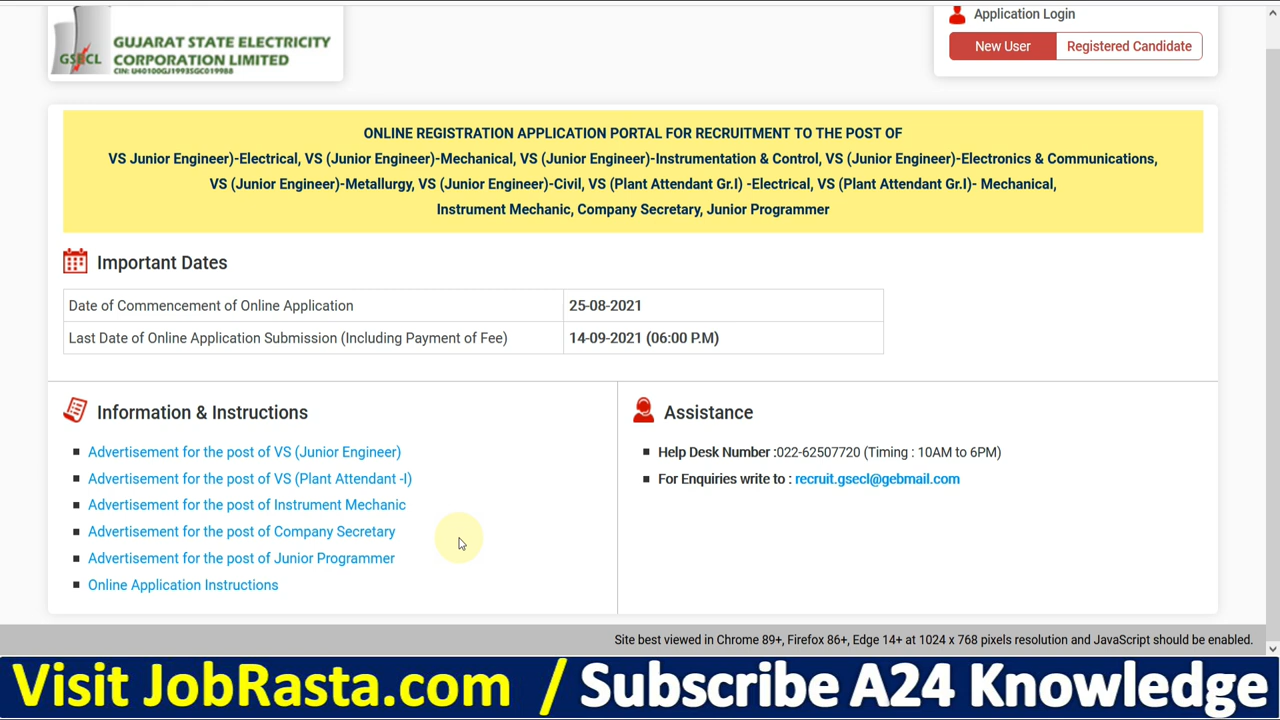 GSECL
GUJARAT STATE ELECTRICITY
CORPORATION LIMITED
CIN: U40100GJ1993SGC019988
Application Login
New User
Registered Candidate
ONLINE REGISTRATION APPLICATION PORTAL FOR RECRUITMENT TO THE POST OF
VS Junior Engineer)-Electrical, VS (Junior Engineer)-Mechanical, VS (Junior Engineer)-Instrumentation & Control, VS (Junior Engineer)-Electronics & Communications,
VS (Junior Engineer)-Metallurgy, VS (Junior Engineer)-Civil, VS (Plant Attendant Gr.I) -Electrical, VS (Plant Attendant Gr.I)- Mechanical,
Instrument Mechanic, Company Secretary, Junior Programmer
Important Dates
Date of Commencement of Online Application 25-08-2021
Last Date of Online Application Submission (Including Payment of Fee) 14-09-2021 (06:00 P.M)
Information & Instructions
Advertisement for the post of VS (Junior Engineer)
Advertisement for the post of VS (Plant Attendant -I)
Advertisement for the post of Instrument Mechanic
Advertisement for the post of Company Secretary
Advertisement for the post of Junior Programmer
Online Application Instructions
Assistance
Help Desk Number :022-62507720 (Timing : 10AM to 6PM)
For Enquiries write to : recruit.gsecl@gebmail.com
Site best viewed in Chrome 89+, Firefox 86+, Edge 14+ at 1024 x 768 pixels resolution and JavaScript should be enabled.
Visit JobRasta.com / Subscribe A24 Knowledge